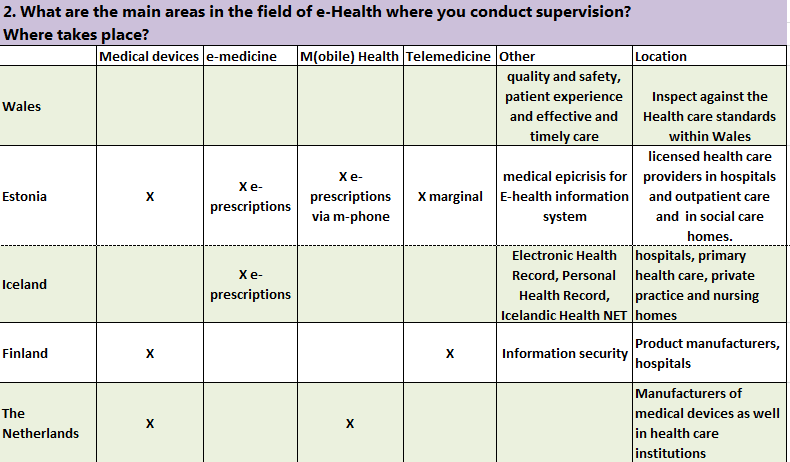 2. What are the main areas in the field of e-Health where you conduct supervision?
Where takes place?
Medical devices e-medicine M(obile) Health Telemedicine Other Location
Wales
quality and safety,
patient experience
and effective and
timely care
Inspect against the
Health care standards
within Wales
Estonia
X
X e-
prescriptions
X e-
prescriptions
via m-phone
X marginal
medical epicrisis for
E-health information
system
licensed health care
providers in hospitals
and outpatient care
and in social care
homes.
Iceland
X e-
prescriptions
Electronic Health
Record, Personal
Health Record,
Icelandic Health NET
hospitals, primary
health care, private
practice and nursing
homes
Finland
X
X
Information security
Product manufacturers,
hospitals
The
Netherlands
X
X
Manufacturers of
medical devices as well
in health care
institutions